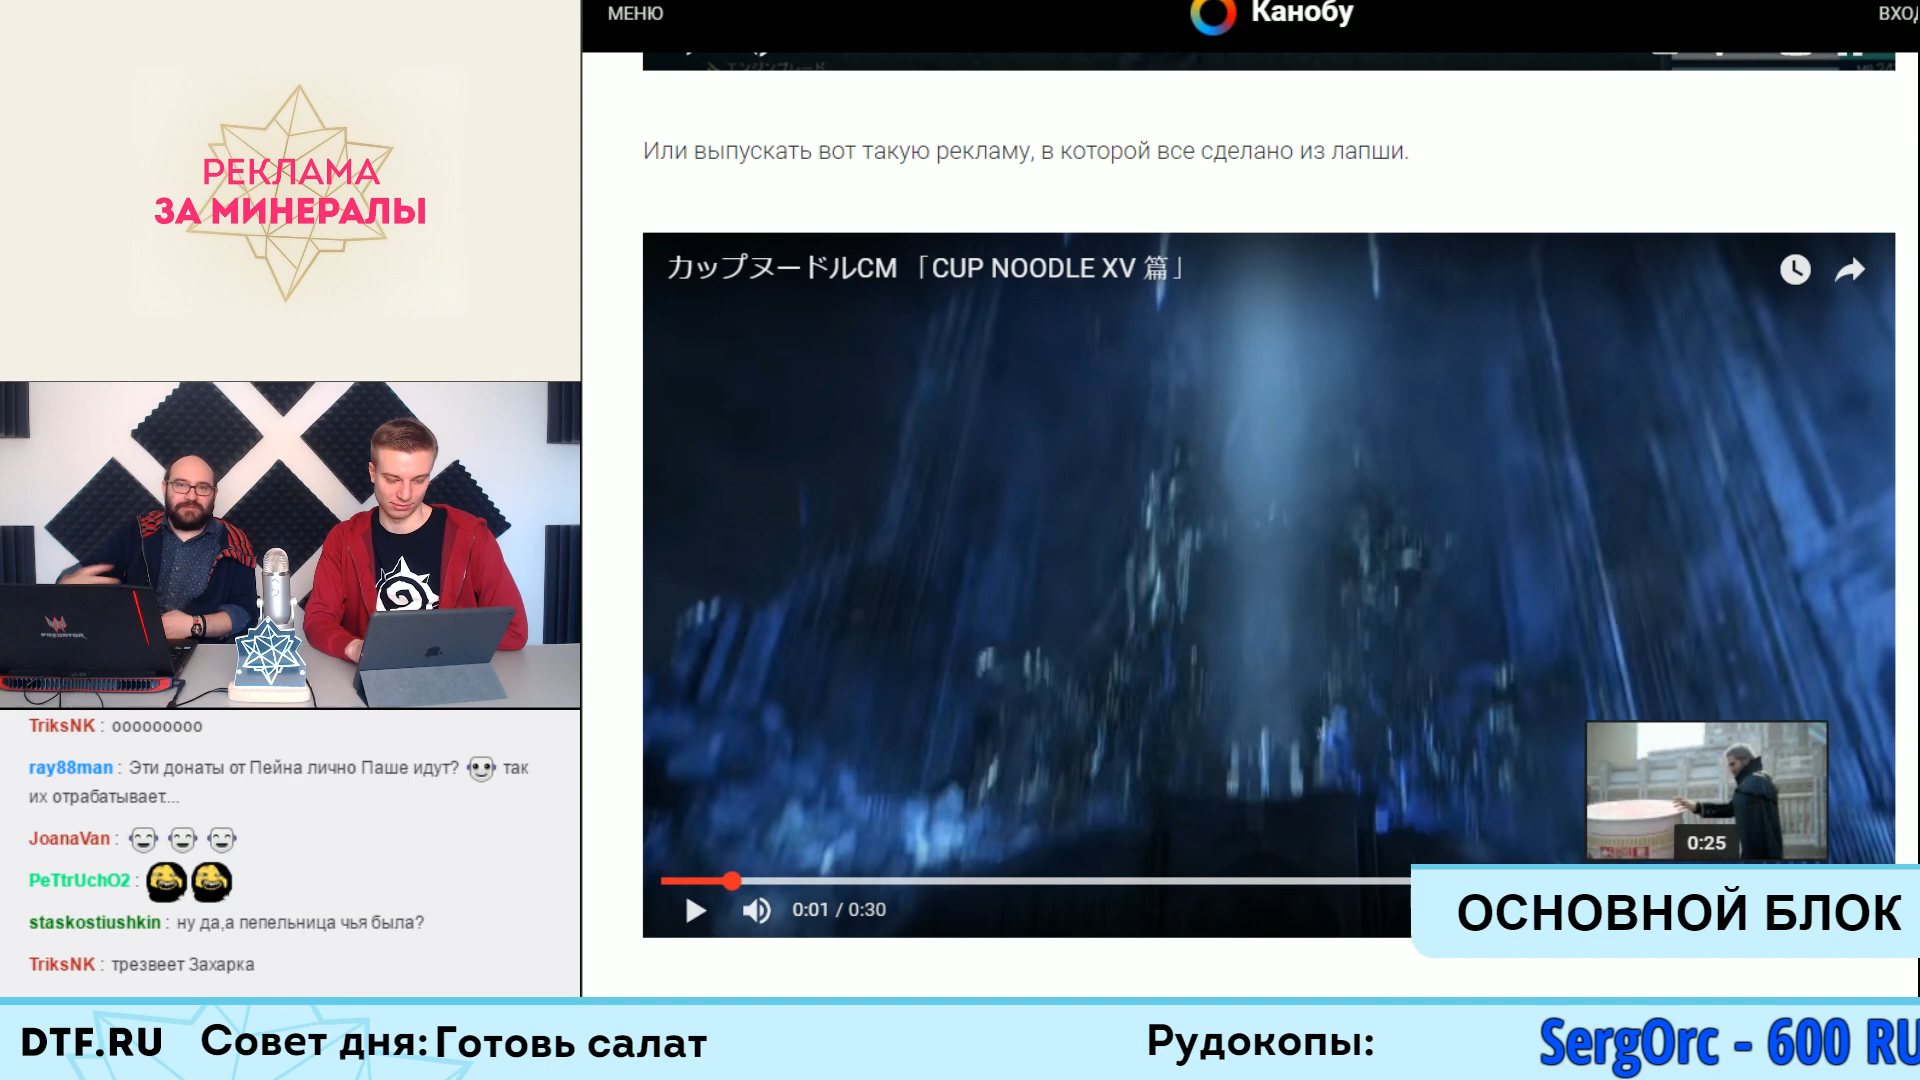 МЕНЮ
Канобу
РЕКЛАМА
ЗА МИНЕРАЛЫ
Или выпускать вот такую рекламу, в которой все сделано из лапши.
カップヌードルCM 「CUP NOODLE XV 篇」
PREDATOR
0:25
0:01 / 0:30
ОСНОВНОЙ БЛОК
TriksNK : ooooooooo
ray88man : Эти донаты от Пейна лично Паше идут? так
их отрабатывает...
JoanaVan :
PeTtrUchO2 :
staskostiushkin : ну да,а пепельница чья была?
TriksNK : трезвеет Захарка
DTF.RU
Совет дня: Готовь салат
Рудокопы:
SergOrc - 600 RU